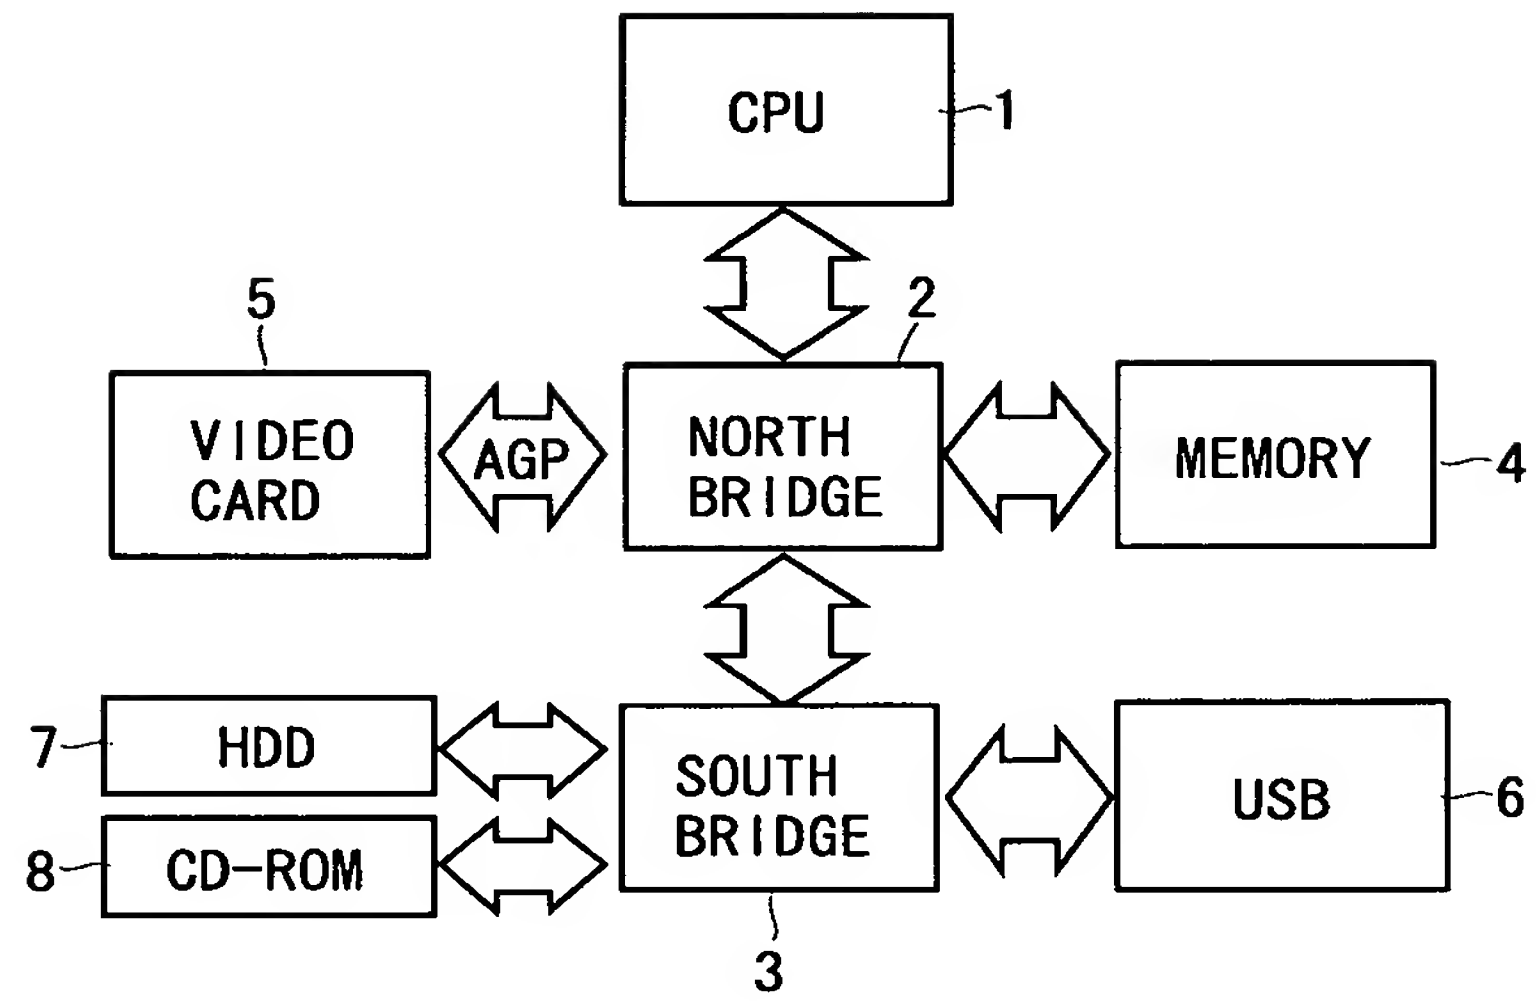 CPU
1
5
2
VIDEO
CARD
AGP
NORTH
BRIDGE
MEMORY
4
7
HDD
SOUTH
BRIDGE
USB
6
8
CD-ROM
3